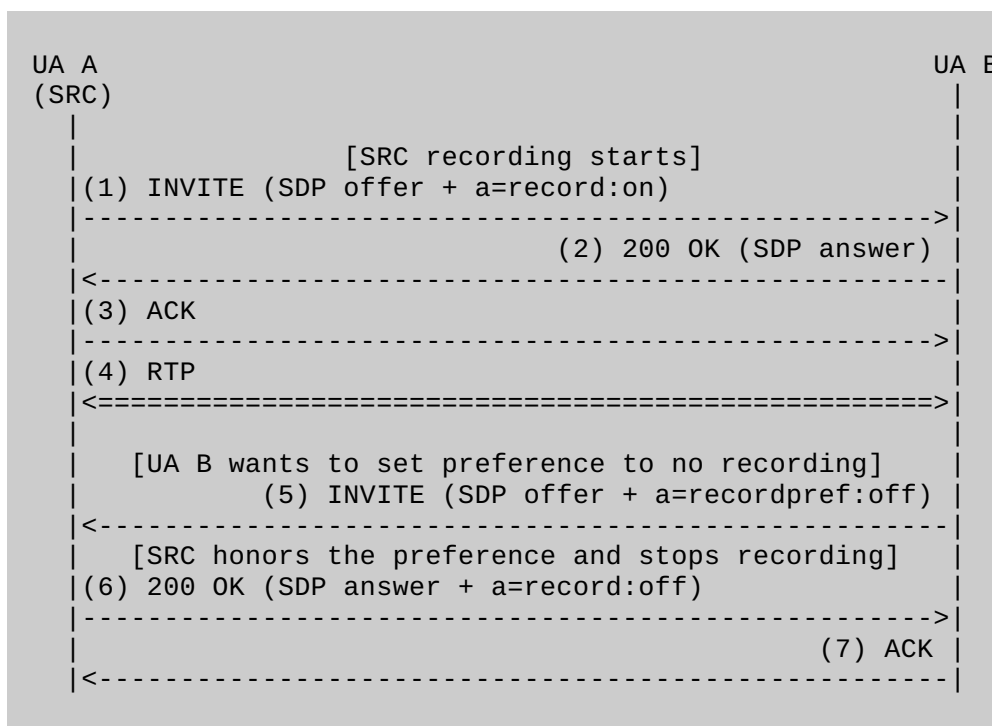 UA A UA B
(SRC)
[SRC recording starts]
(1) INVITE (SDP offer + a=record:on)
(2) 200 OK (SDP answer)
(3) ACK
(4) RTP
[UA B wants to set preference to no recording]
(5) INVITE (SDP offer + a=recordpref:off)
[SRC honors the preference and stops recording]
(6) 200 OK (SDP answer + a=record:off)
(7) ACK